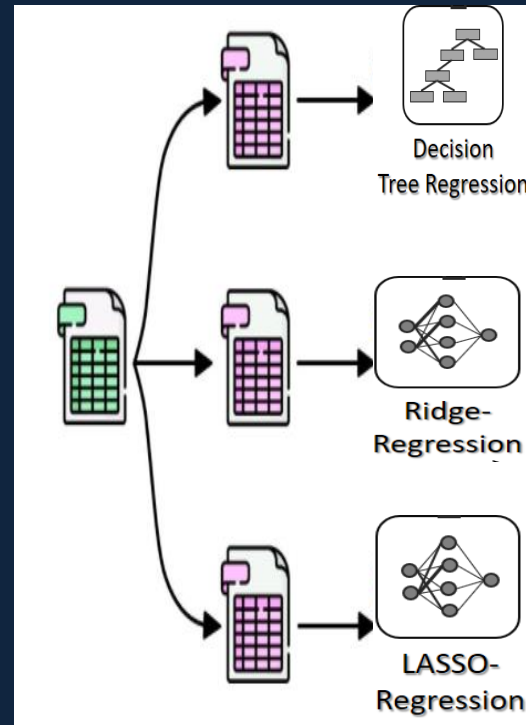 Decision
Tree Regression
Ridge-
Regression
LASSO-
Regression